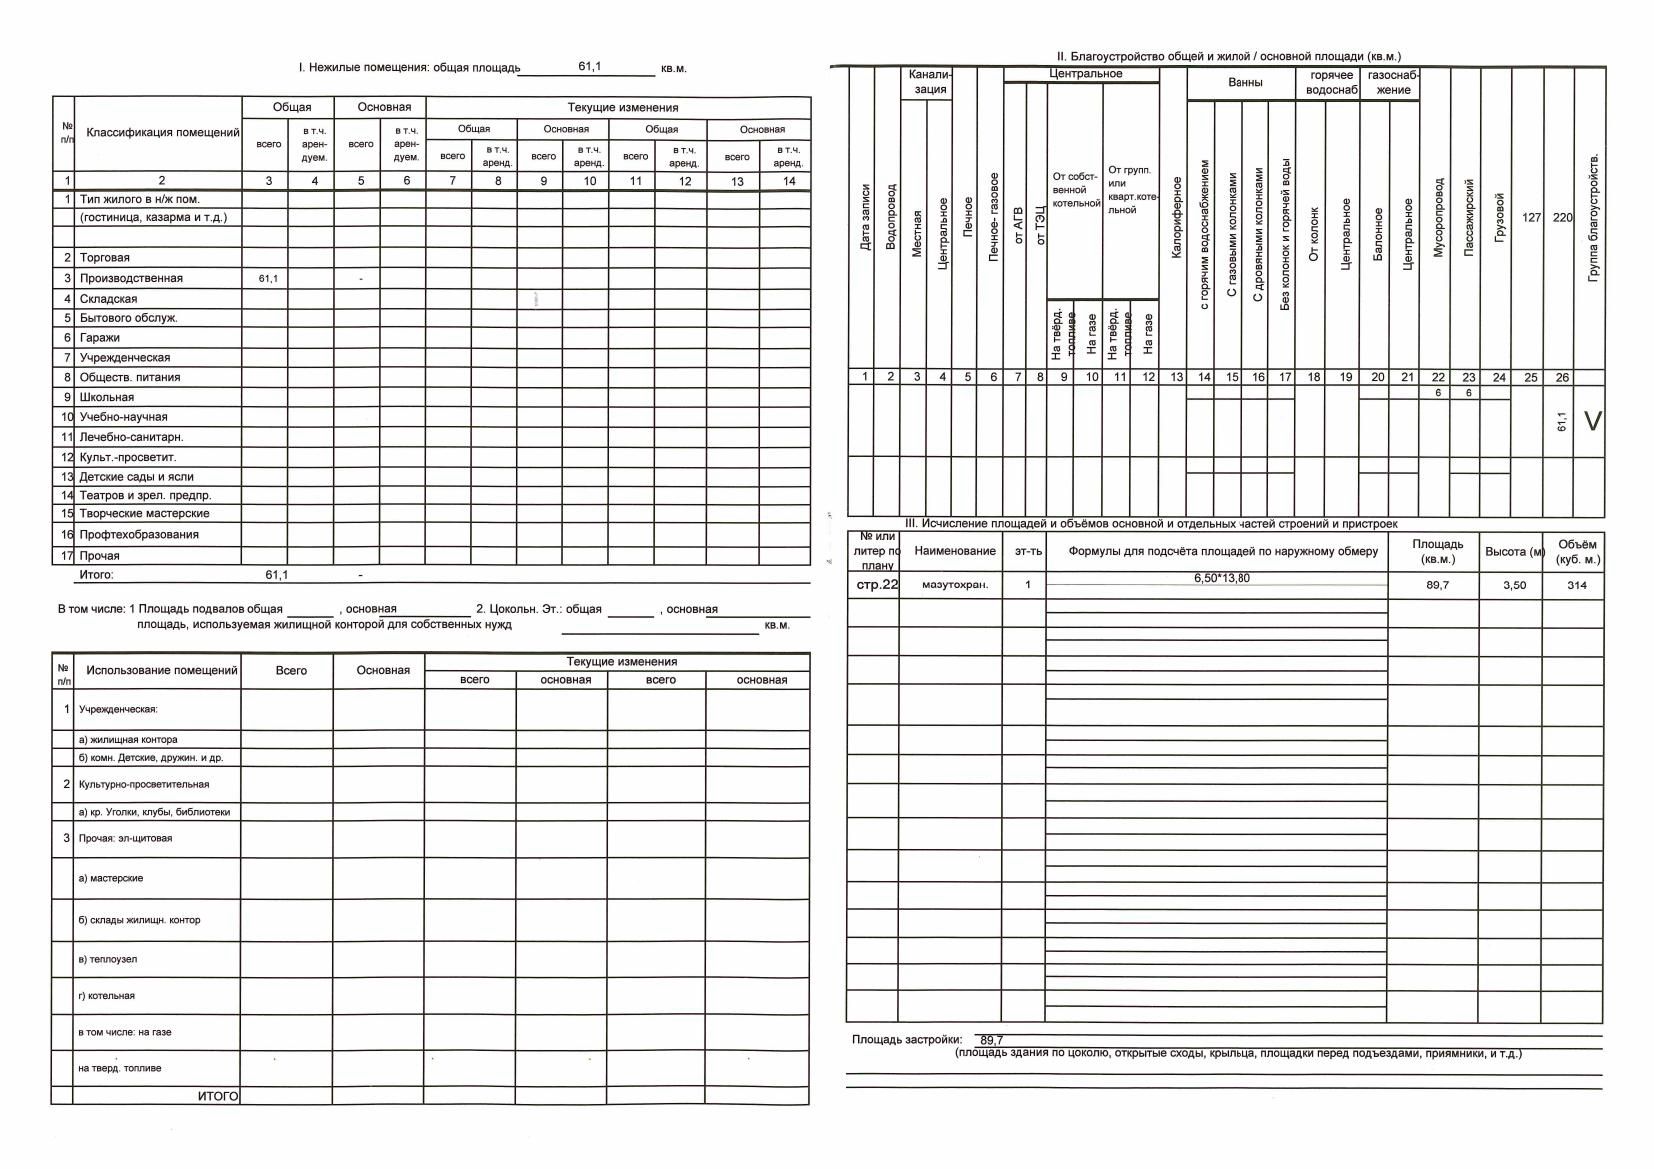 I. Нежилые помещения: общая площадь 61,1 кв.м.
№ п/п Классификация помещений Общая Основная Текущие изменения
Общая Основная Общая Основная
всего в т.ч. арен- дуем. всего в т.ч. арен- дуем. всего в т.ч. аренд. всего в т.ч. аренд. всего в т.ч. аренд. всего в т.ч. аренд.
1 2 3 4 5 6 7 8 9 10 11 12 13 14
1 Тип жилого в н/ж пом.
(гостиница, казарма и т.д.)
2 Торговая
3 Производственная 61,1 -
4 Складская
5 Бытового обслуж.
6 Гаражи
7 Учрежденческая
8 Обществ. питания
9 Школьная
10 Учебно-научная
11 Лечебно-санитарн.
12 Культ.-просветит.
13 Детские сады и ясли
14 Театров и зрел. предпр.
15 Творческие мастерские
16 Профтехобразования
17 Прочая
Итого: 61,1 -
В том числе: 1 Площадь подвалов общая , основная 2. Цокольн. Эт.: общая , основная
площадь, используемая жилищной конторой для собственных нужд кв.м.
№ п/п Использование помещений Всего Основная Текущие изменения
всего основная всего основная
1 Учрежденческая:
а) жилищная контора
б) комн. Детские, дружин. и др.
2 Культурно-просветительная
а) кр. Уголки, клубы, библиотеки
3 Прочая: эл-щитовая
а) мастерские
б) склады жилищн. контор
в) теплоузел
г) котельная
в том числе: на газе
на тверд. топливе
ИТОГО
II. Благоустройство общей и жилой / основной площади (кв.м.)
Канали- зация Центральное Ванны горячее водоснаб газоснаб- жение
Дата записи Водопровод Местная Центральное Печное Печное- газовое от АГВ от ТЭЦ От собст- венной котельной От групп. или кварт.коте- льной Калориферное с горячим водоснабжением С газовыми колонками С дровяными колонками Без колонок и горячей воды От колонк Центральное Балонное Центральное Мусоропровод Пассажирский Грузовой 127 220 Группа благоустройств.
На твёрд. топливе На газе На твёрд. топливе На газе
1 2 3 4 5 6 7 8 9 10 11 12 13 14 15 16 17 18 19 20 21 22 23 24 25 26
6 6
61,1 V
III. Исчисление площадей и объёмов основной и отдельных частей строений и пристроек
№ или литер по плану Наименование эт-ть Формулы для подсчёта площадей по наружному обмеру Площадь (кв.м.) Высота (м) Объём (куб. м.)
стр.22 мазутохран. 1 6,50*13,80 89,7 3,50 314
Площадь застройки: 89,7
(площадь здания по цоколю, открытые сходы, крыльца, площадки перед подъездами, приямники, и т.д.)